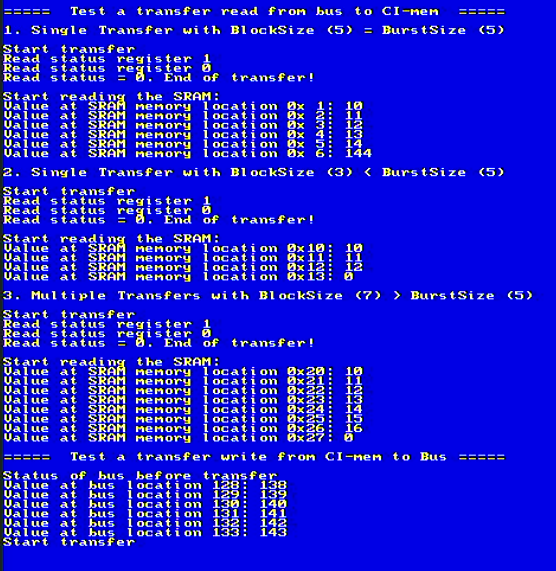 ===== Test a transfer read from bus to CI-mem =====
1. Single Transfer with BlockSize (5) = BurstSize (5)
Start transfer
Read status register 1
Read status register 0
Read status = 0. End of transfer!
Start reading the SRAM:
Value at SRAM memory location 0x 1: 10
Value at SRAM memory location 0x 2: 11
Value at SRAM memory location 0x 3: 12
Value at SRAM memory location 0x 4: 13
Value at SRAM memory location 0x 5: 14
Value at SRAM memory location 0x 6: 144
2. Single Transfer with BlockSize (3) < BurstSize (5)
Start transfer
Read status register 1
Read status register 0
Read status = 0. End of transfer!
Start reading the SRAM:
Value at SRAM memory location 0x10: 10
Value at SRAM memory location 0x11: 11
Value at SRAM memory location 0x12: 12
Value at SRAM memory location 0x13: 0
3. Multiple Transfers with BlockSize (7) > BurstSize (5)
Start transfer
Read status register 1
Read status register 0
Read status = 0. End of transfer!
Start reading the SRAM:
Value at SRAM memory location 0x20: 10
Value at SRAM memory location 0x21: 11
Value at SRAM memory location 0x22: 12
Value at SRAM memory location 0x23: 13
Value at SRAM memory location 0x24: 14
Value at SRAM memory location 0x25: 15
Value at SRAM memory location 0x26: 16
Value at SRAM memory location 0x27: 0
===== Test a transfer write from CI-mem to Bus =====
Status of bus before transfer
Value at bus location 128: 138
Value at bus location 129: 139
Value at bus location 130: 140
Value at bus location 131: 141
Value at bus location 132: 142
Value at bus location 133: 143
Start transfer